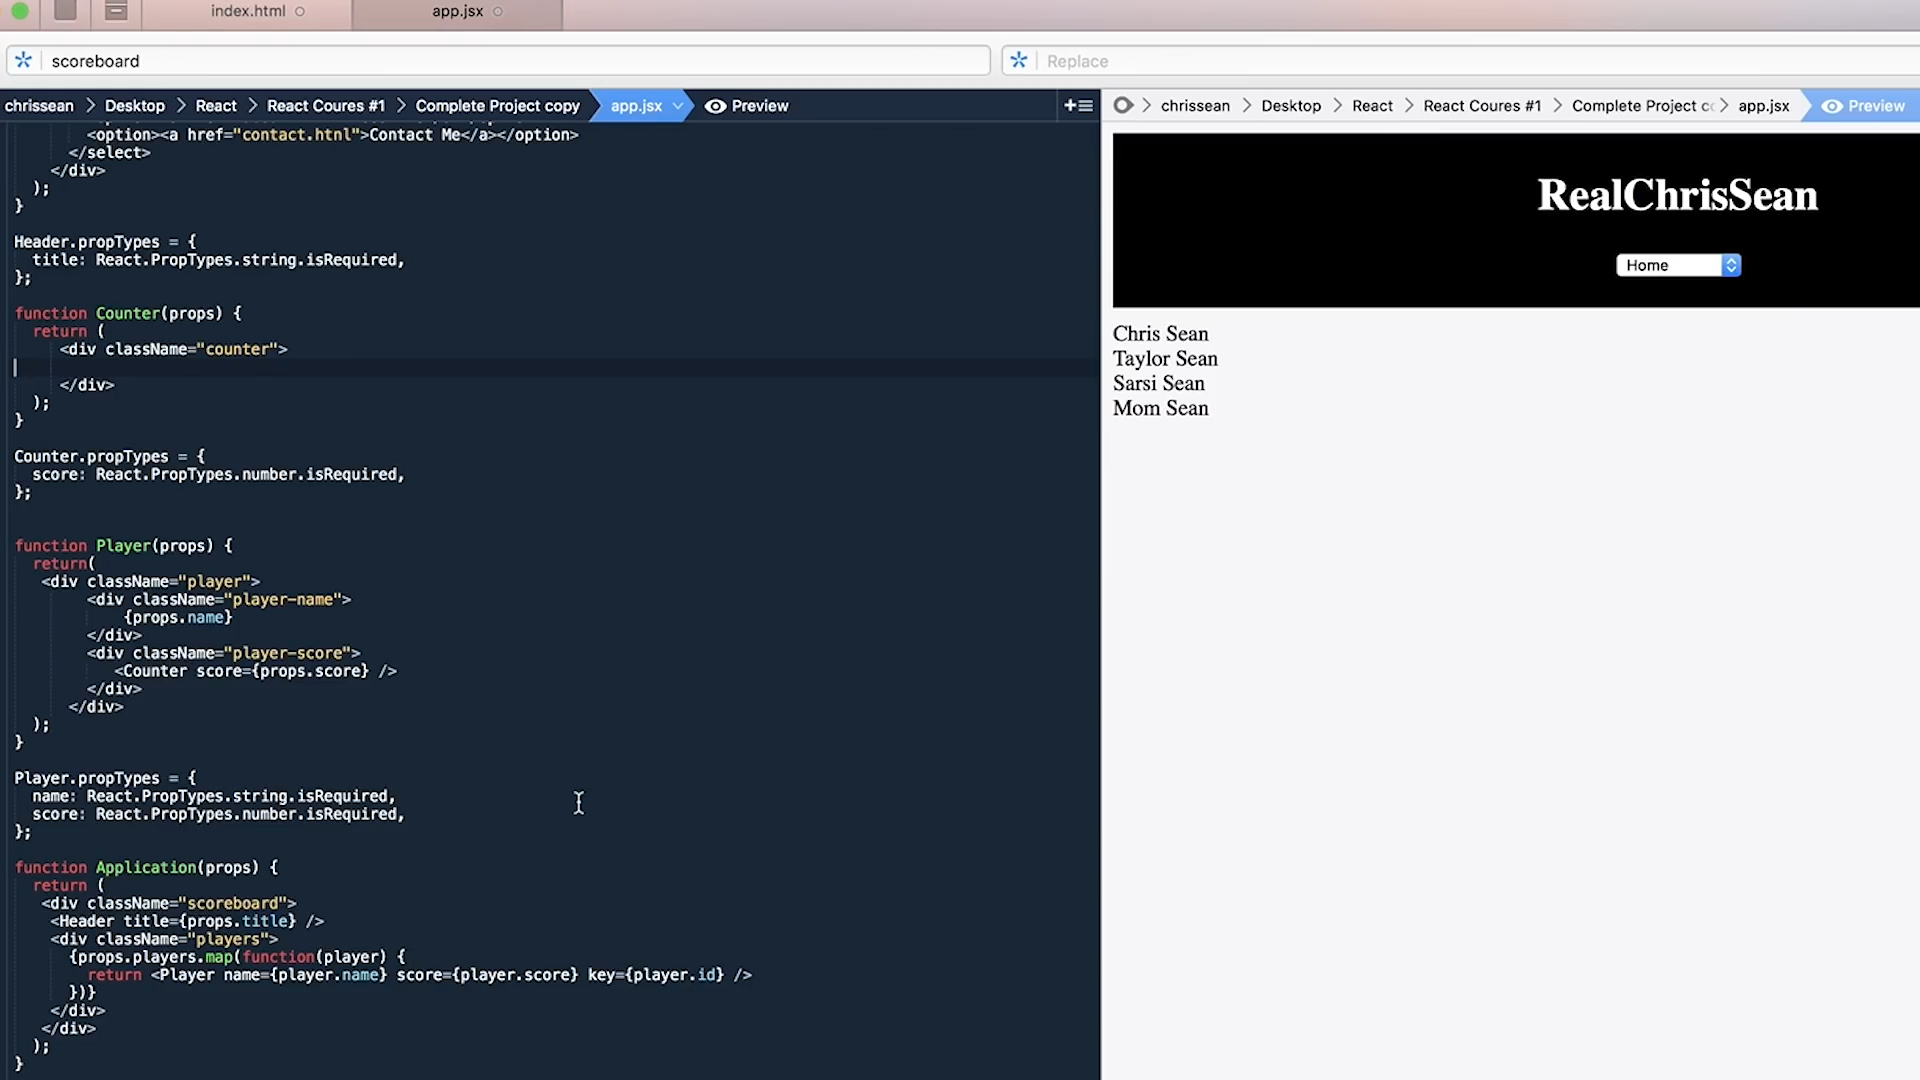 index.html
app.jsx
scoreboard
Replace
chrissean Desktop React React Coures #1 Complete Project copy app.jsx Preview
<option><a href="contact.htnl">Contact Me</a></option>
</select>
</div>
);
}
Header.propTypes = {
title: React.PropTypes.string.isRequired,
};
function Counter(props) {
return (
<div className="counter">
</div>
);
}
Counter.propTypes = {
score: React.PropTypes.number.isRequired,
};
function Player(props) {
return(
<div className="player">
<div className="player-name">
{props.name}
</div>
<div className="player-score">
<Counter score={props.score} />
</div>
</div>
);
}
Player.propTypes = {
name: React.PropTypes.string.isRequired,
score: React.PropTypes.number.isRequired,
};
function Application(props) {
return (
<div className="scoreboard">
<Header title={props.title} />
<div className="players">
{props.players.map(function(player) {
return <Player name={player.name} score={player.score} key={player.id} />
})}
</div>
</div>
);
}
chrissean Desktop React React Coures #1 Complete Project app.jsx Preview
RealChrisSean
Home
Chris Sean
Taylor Sean
Sarsi Sean
Mom Sean